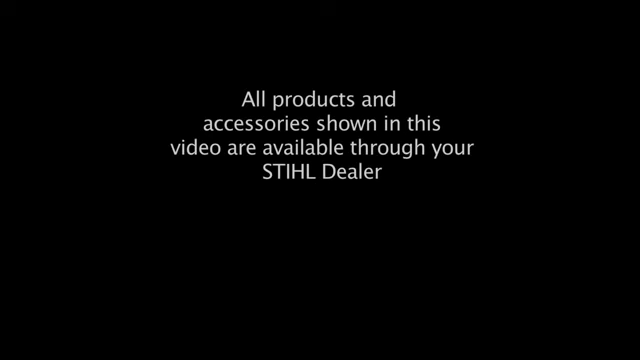 All products and
accessories shown in this
video are available through your
STIHL Dealer